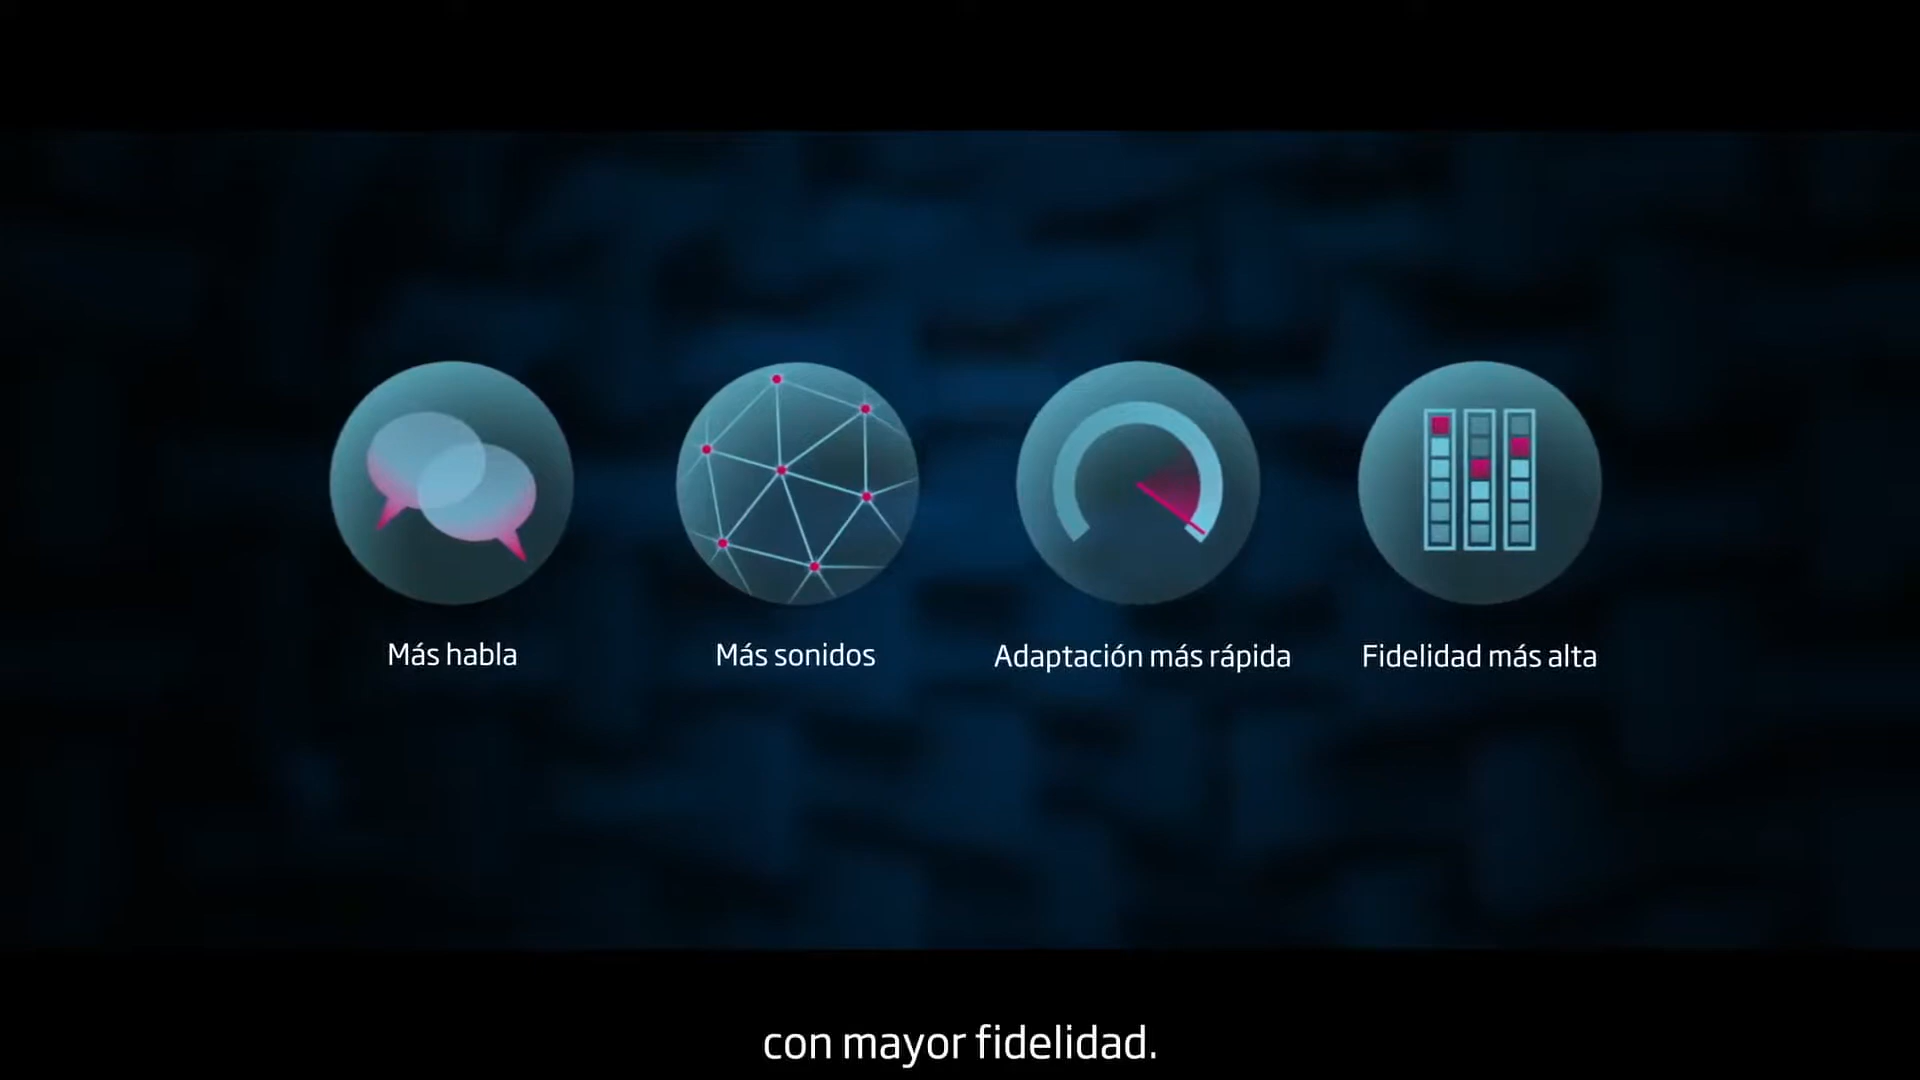 Más habla
Más sonidos
Adaptación más rápida
Fidelidad más alta
con mayor fidelidad.